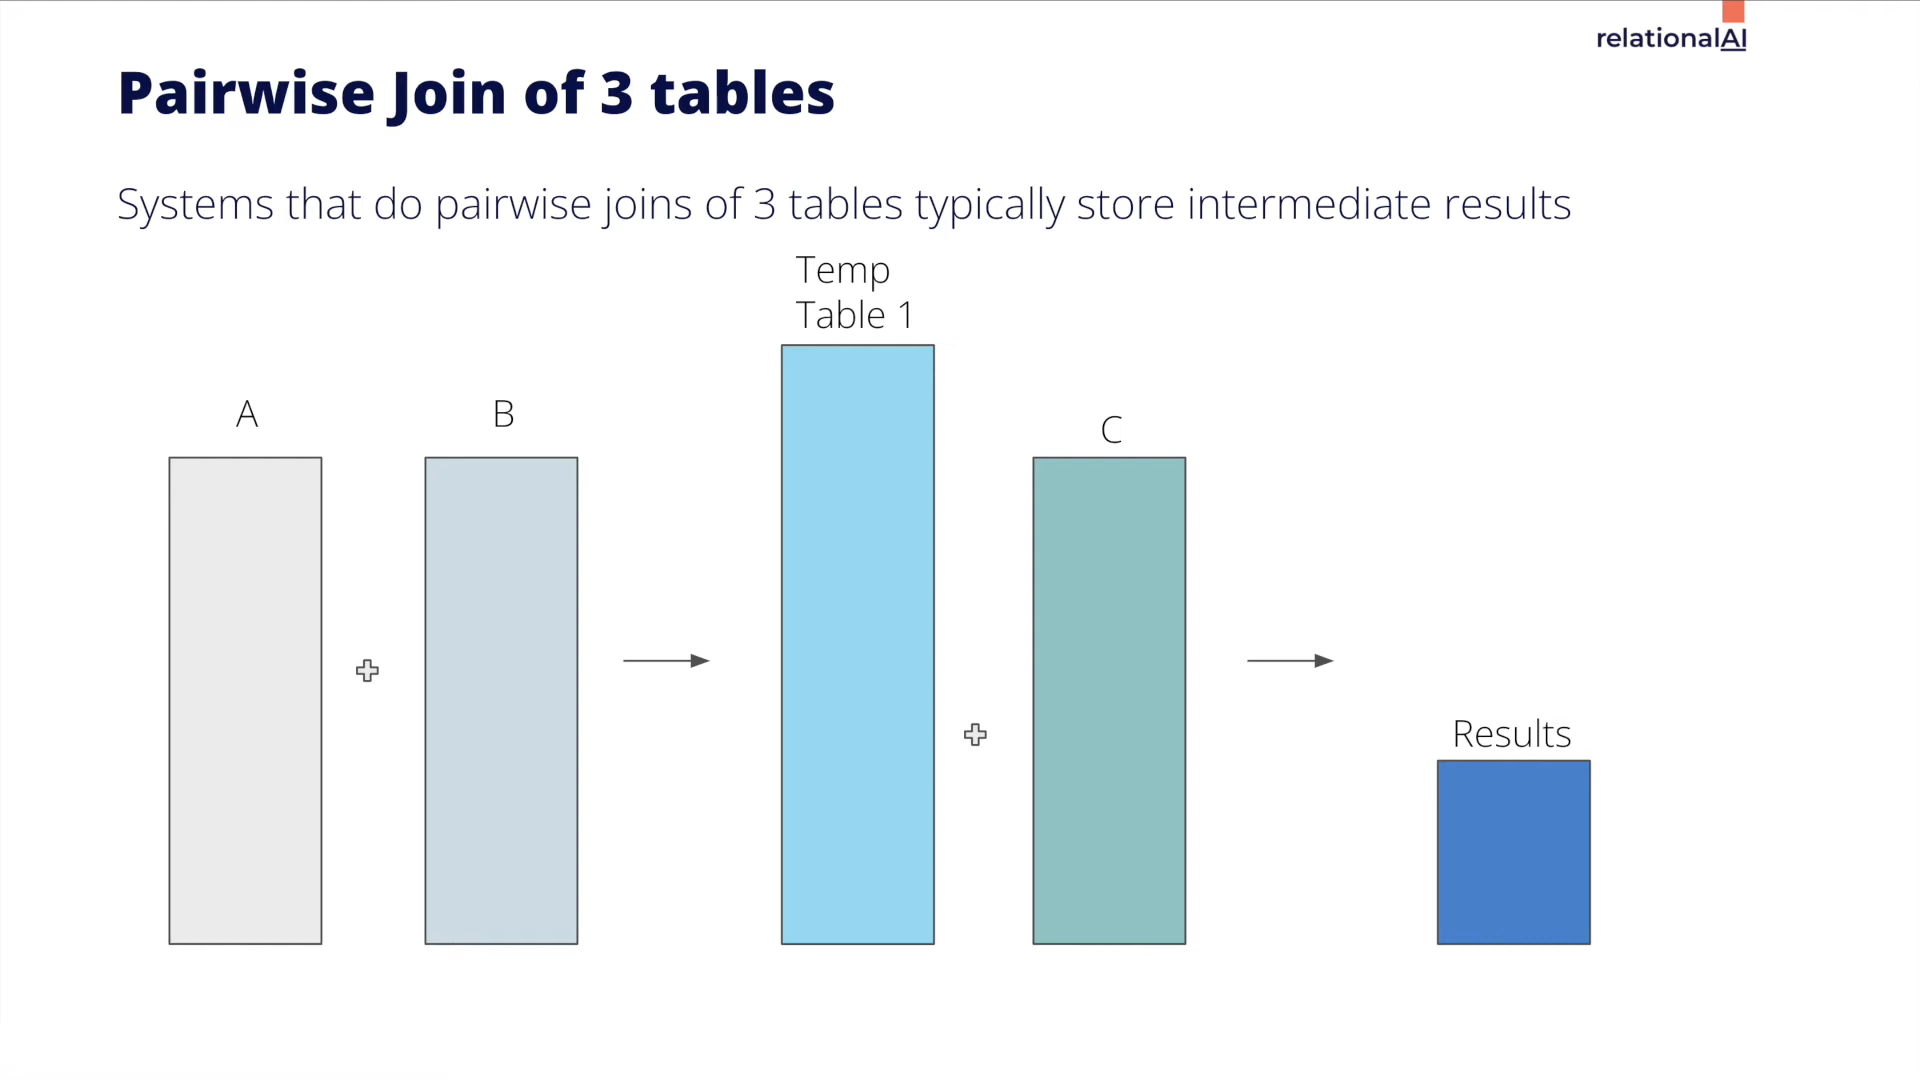 relationalAI
Pairwise Join of 3 tables
Systems that do pairwise joins of 3 tables typically store intermediate results
Temp
Table 1
A
B
C
Results